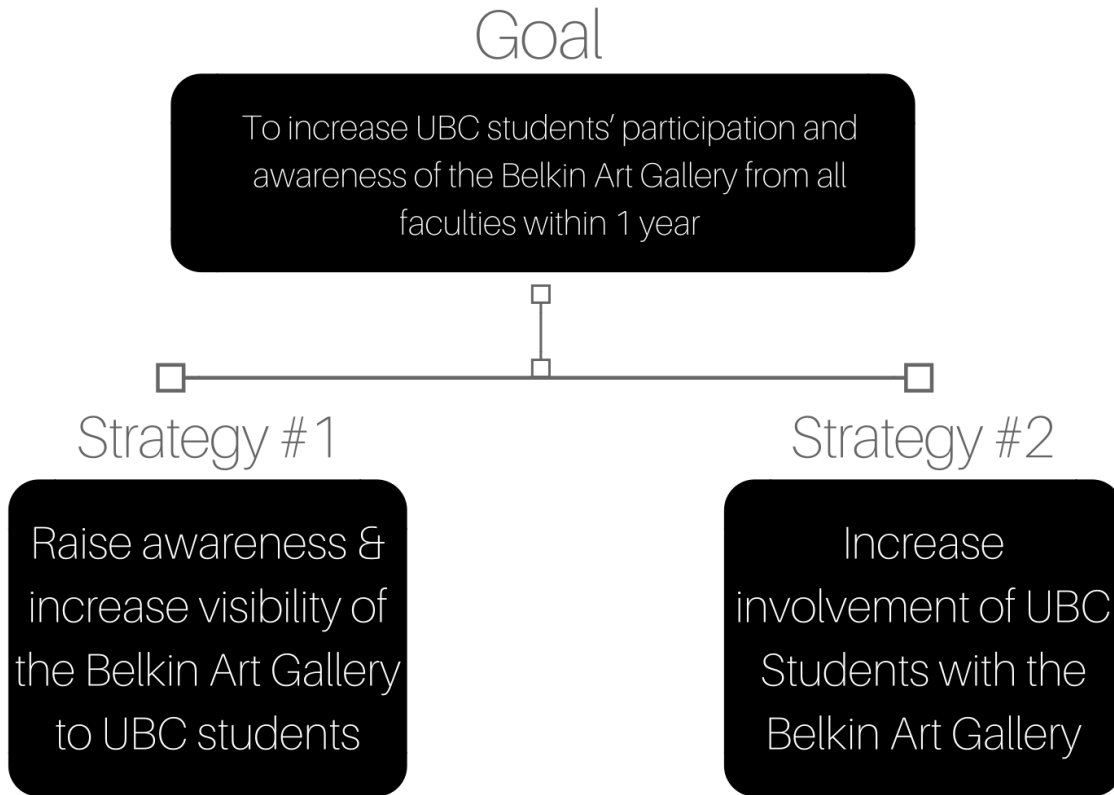 Goal
To increase UBC students' participation and
awareness of the Belkin Art Gallery from all
faculties within 1 year
Strategy #1
Raise awareness &
increase visibility of
the Belkin Art Gallery
to UBC students
Strategy #2
Increase
involvement of UBC
Students with the
Belkin Art Gallery